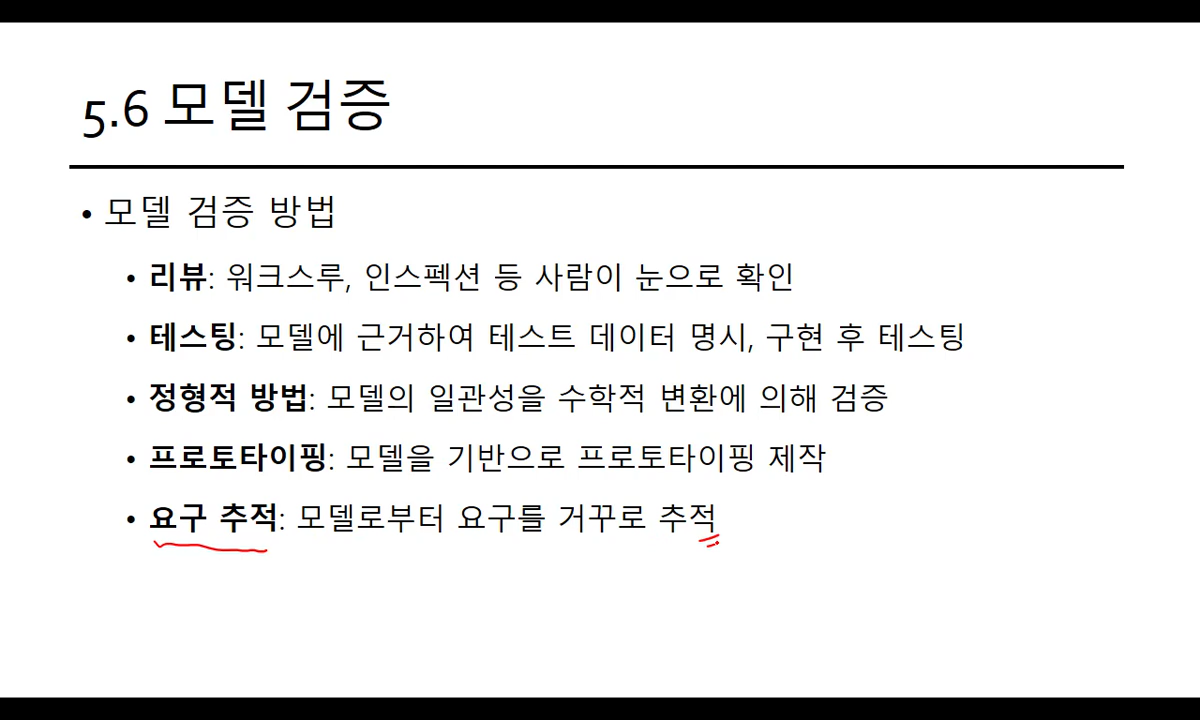 5.6 모델 검증
• 모델 검증 방법
• 리뷰: 워크스루, 인스펙션 등 사람이 눈으로 확인
• 테스팅: 모델에 근거하여 테스트 데이터 명시, 구현 후 테스팅
• 정형적 방법: 모델의 일관성을 수학적 변환에 의해 검증
• 프로토타이핑: 모델을 기반으로 프로토타이핑 제작
• 요구 추적: 모델로부터 요구를 거꾸로 추적